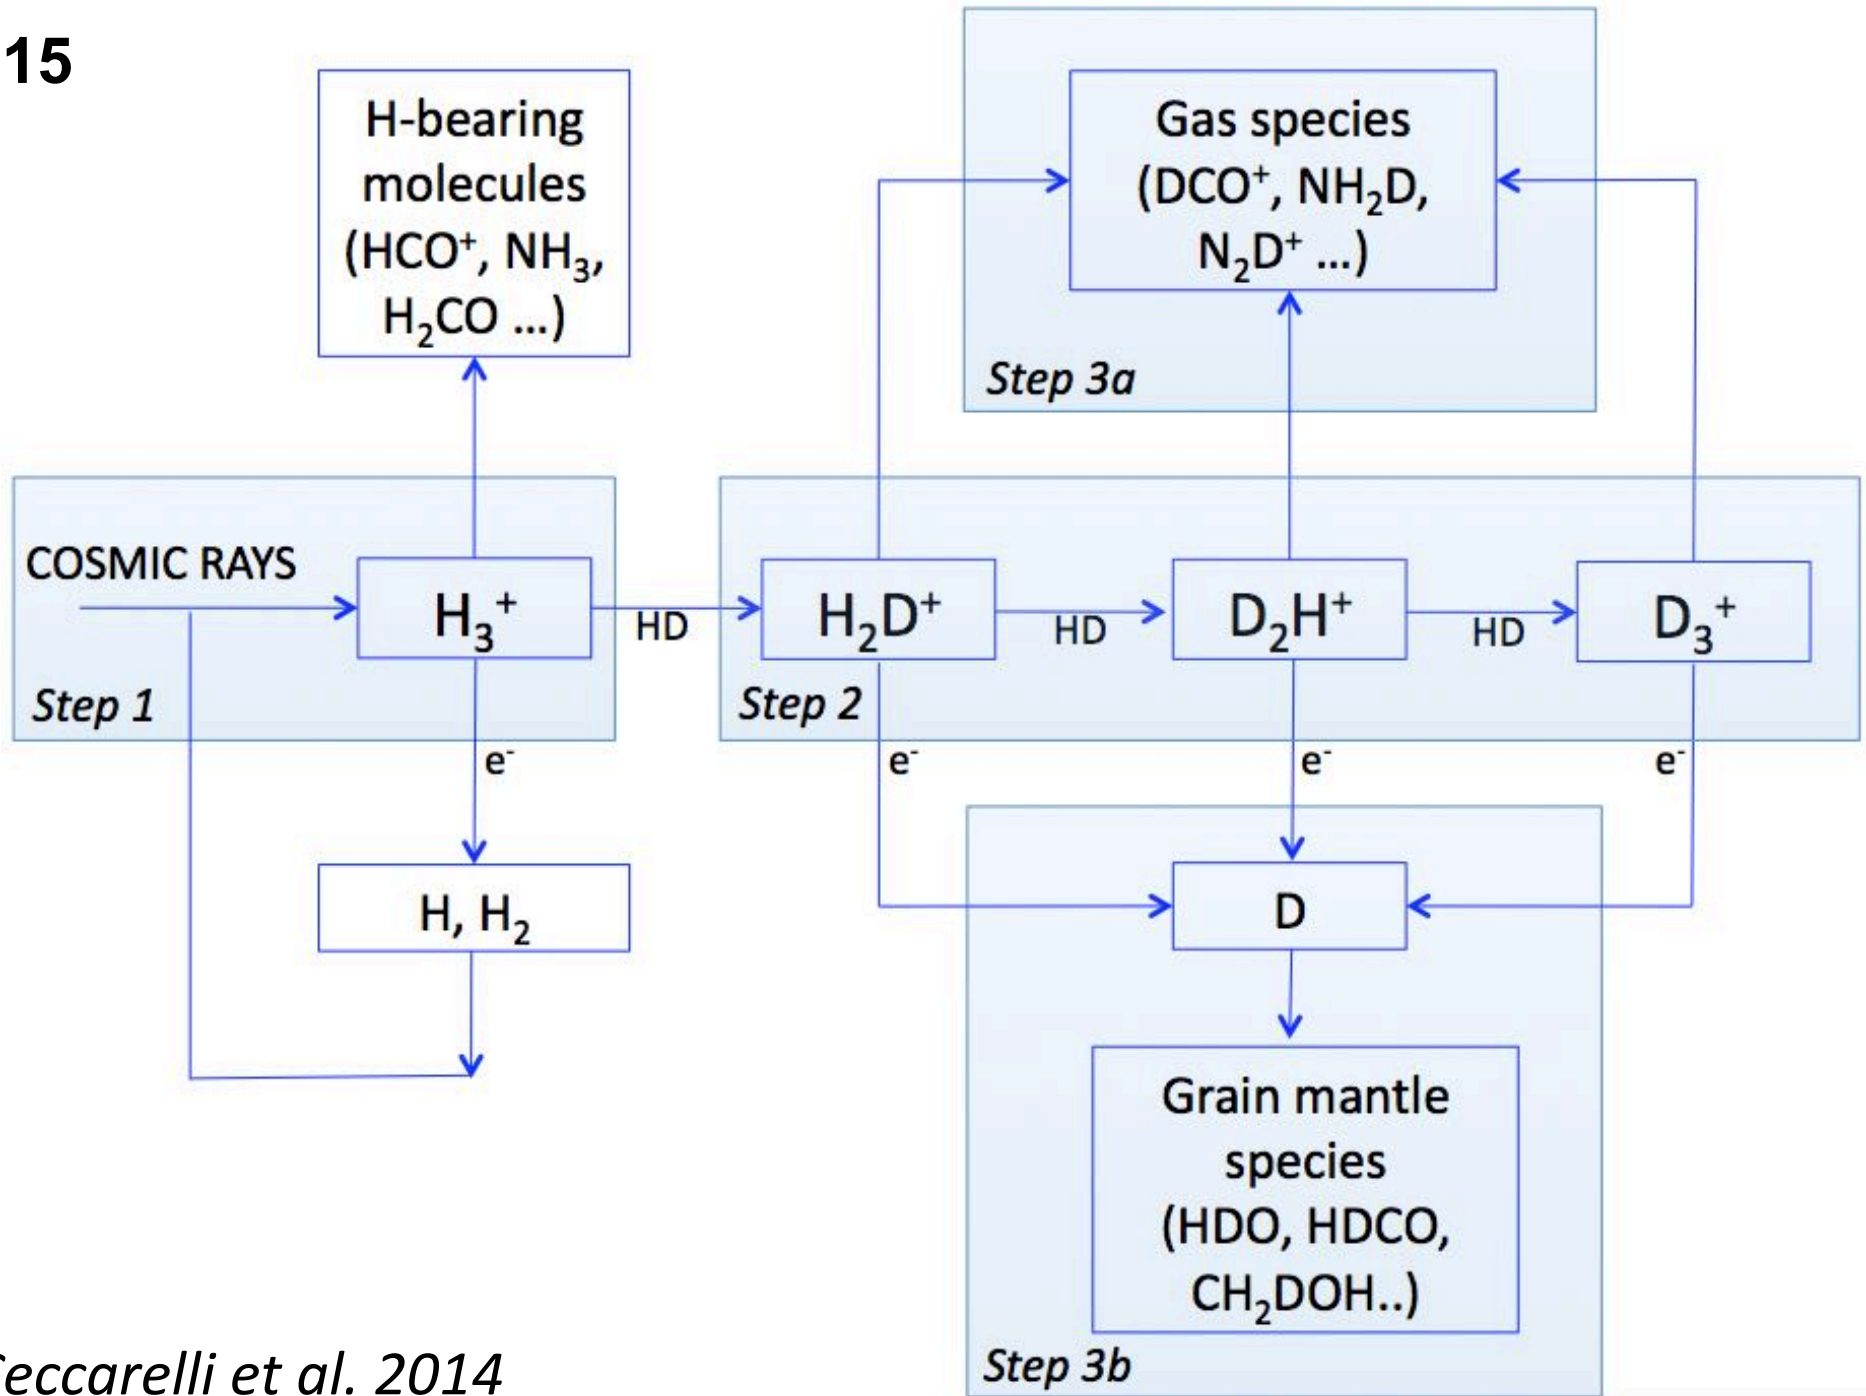 15
H-bearing
molecules
(HCO⁺, NH₃,
H₂CO ...)
Gas species
(DCO⁺, NH₂D,
N₂D⁺ ...)
Step 3a
COSMIC RAYS
H₃⁺
HD
H₂D⁺
HD
D₂H⁺
HD
D₃⁺
Step 1
Step 2
e⁻
e⁻
e⁻
e⁻
H, H₂
D
Grain mantle
species
(HDO, HDCO,
CH₂DOH..)
Step 3b
eccarelli et al. 2014